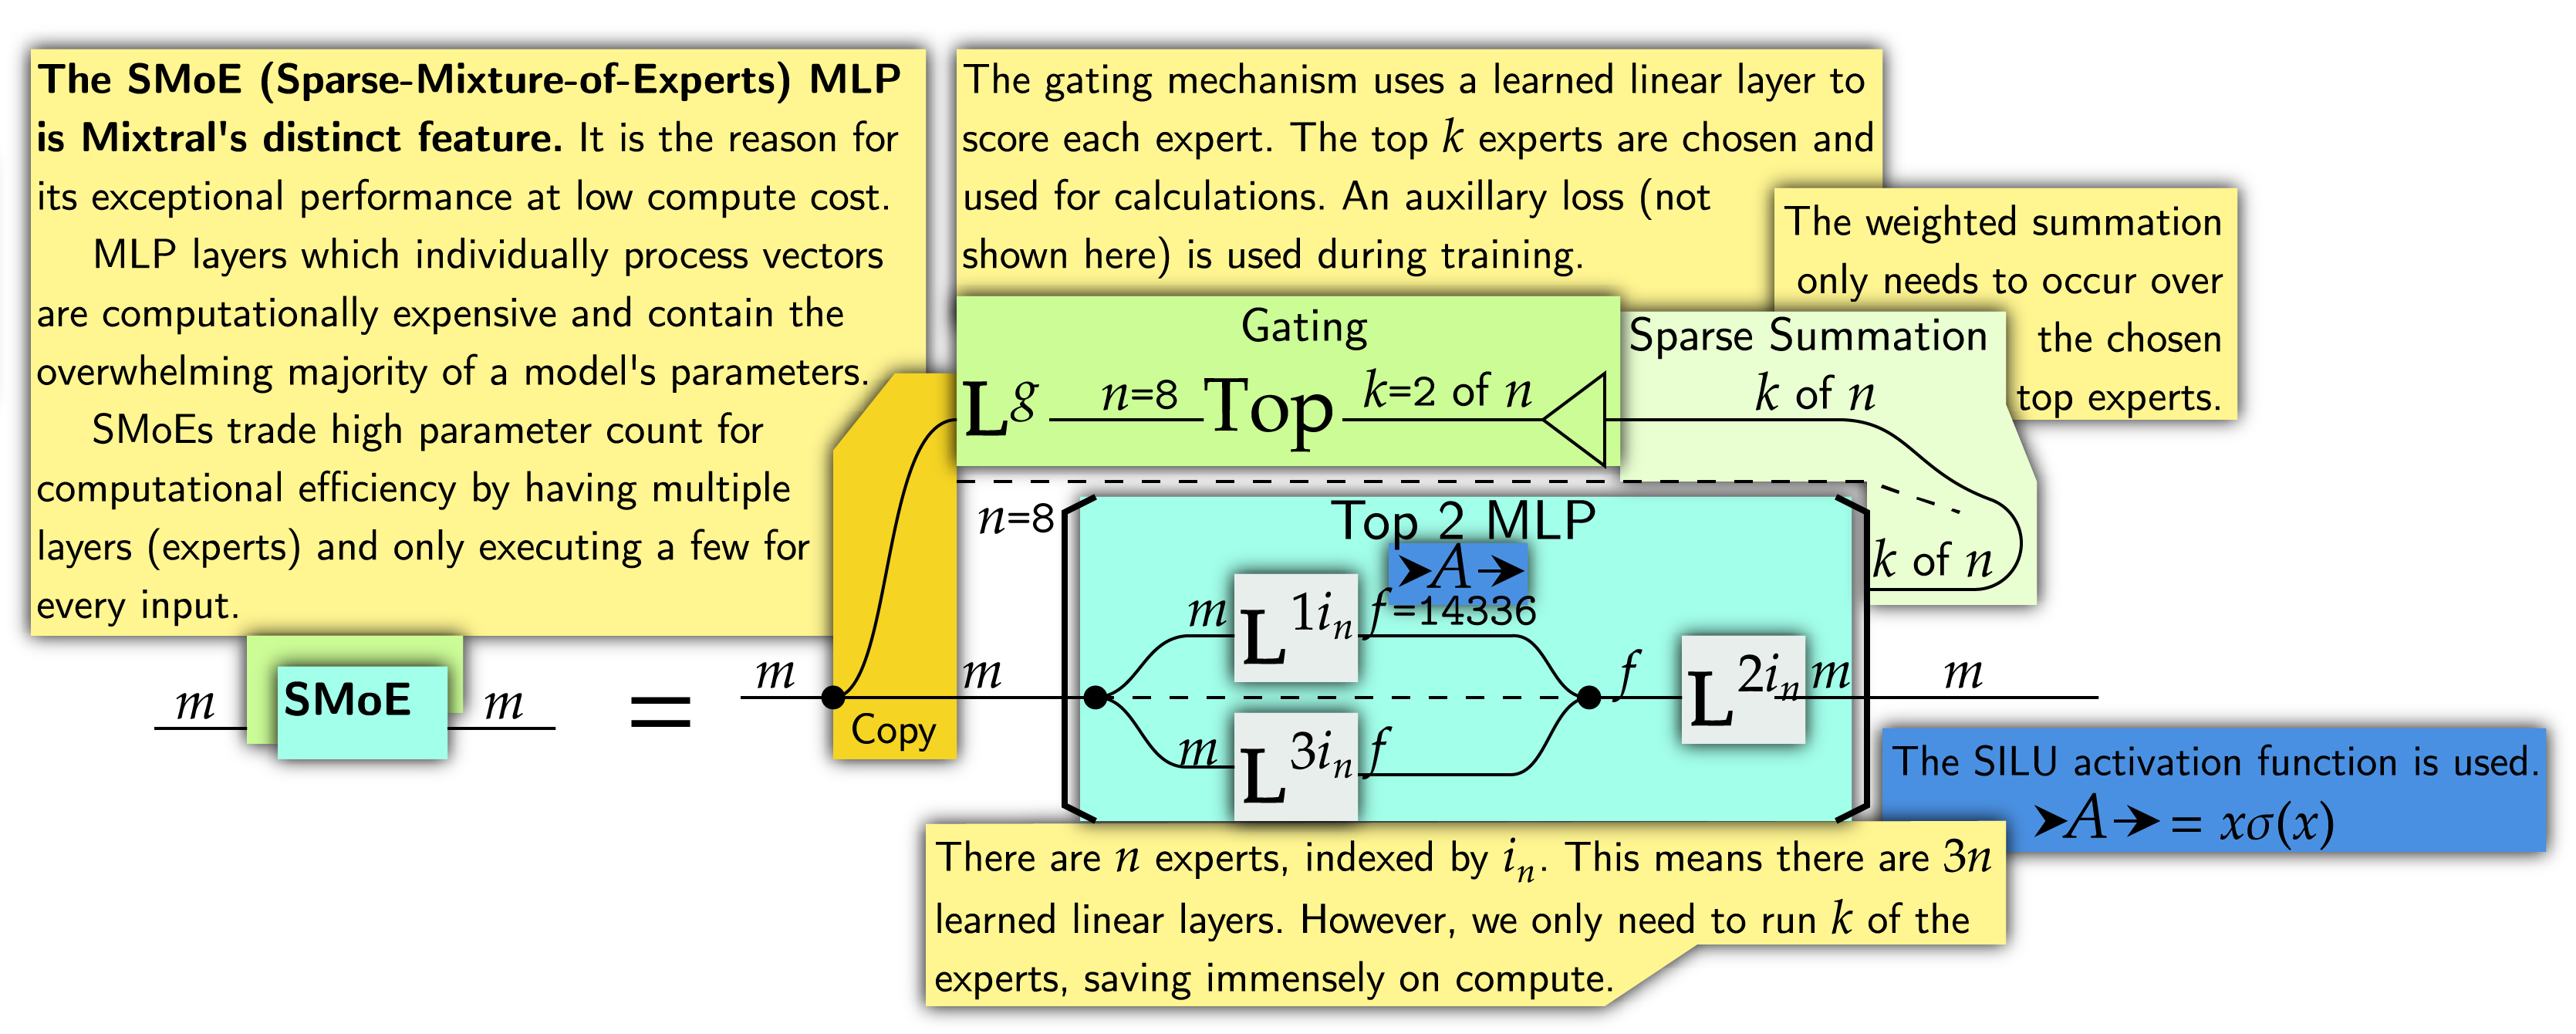 The SMoE (Sparse-Mixture-of-Experts) MLP
is Mixtral's distinct feature. It is the reason for
its exceptional performance at low compute cost.
MLP layers which individually process vectors
are computationally expensive and contain the
overwhelming majority of a model's parameters.
SMoEs trade high parameter count for
computational efficiency by having multiple
layers (experts) and only executing a few for
every input.
The gating mechanism uses a learned linear layer to
score each expert. The top k experts are chosen and
used for calculations. An auxillary loss (not
shown here) is used during training.
The weighted summation
only needs to occur over
the chosen
top experts.
Gating
L^g n=8 Top k=2 of n
Sparse Summation
k of n
k of n
n=8
Top 2 MLP
➤A→
m L^{1i_n} f=14336
m SMoE m
=
m
Copy
m
f
L^{2i_n} m
m
m L^{3i_n} f
The SILU activation function is used.
➤A→ = xσ(x)
There are n experts, indexed by i_n. This means there are 3n
learned linear layers. However, we only need to run k of the
experts, saving immensely on compute.